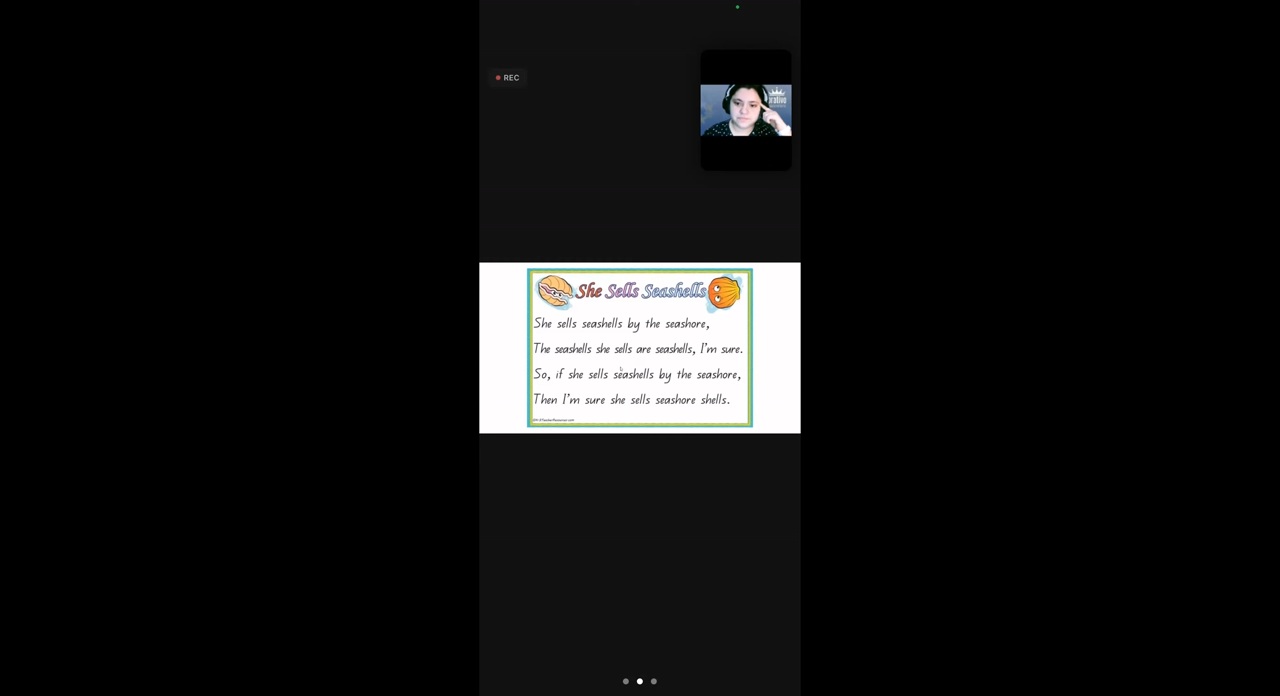 REC
She Sells Seashells
She sells seashells by the seashore,
The seashells she sells are seashells, I'm sure.
So, if she sells seashells by the seashore,
Then I'm sure she sells seashore shells.